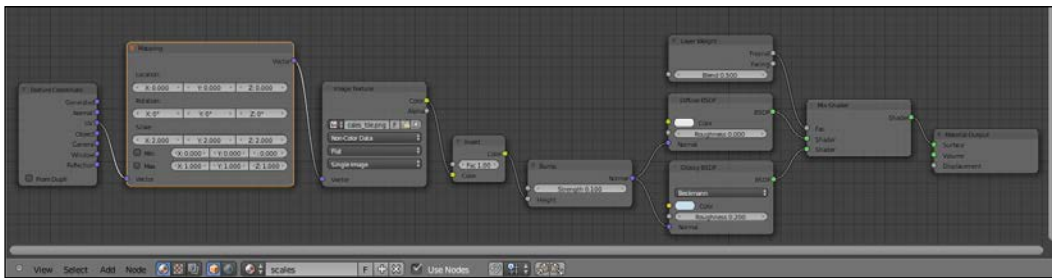 Texture Coordinate
Generated
Normal
UV
Object
Camera
Window
Reflection
From Dupli
Mapping
Vector
Location:
X: 0.000 Y: 0.000 Z: 0.000
Rotation:
X: 0° Y: 0° Z: 0°
Scale:
X: 2.000 Y: 2.000 Z: 2.000
Min X: 0.000 Y: 0.000 : 0.000
Max X: 1.000 Y: 1.000 Z: 1.000
Vector
Image Texture
Color
Alpha
cales_tile.png F
Non-Color Data
Flat
Single Image
Vector
Invert
Color
Fac: 1.00
Color
Bump
Normal
Strength: 0.100
Height
Layer Weight
Fresnel
Facing
Blend: 0.500
Diffuse BSDF
BSDF
Color
Roughness: 0.000
Normal
Glossy BSDF
BSDF
Beckmann
Color
Roughness: 0.200
Normal
Mix Shader
Shader
Fac
Shader
Shader
Material Output
Surface
Volume
Displacement
View Select Add Node scales F Use Nodes